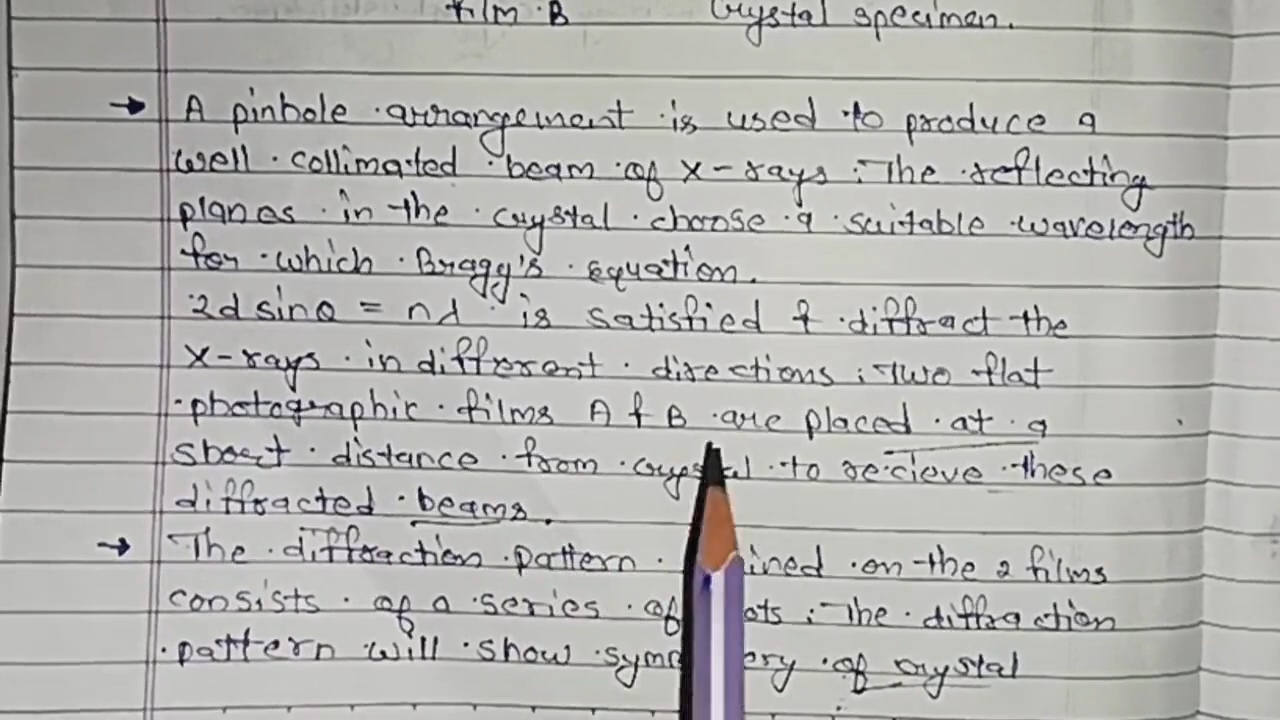 film B Crystal specimen.
→ A pinhole arrangement is used to produce a
well collimated beam of X-rays. The reflecting
planes in the crystal choose a suitable wavelength
for which Bragg's equation.
2d sinθ = nλ is satisfied & diffract the
X-rays in different directions. Two flat
photographic films A & B are placed at a
short distance from crystal to recieve these
diffracted beams.
→ The diffraction pattern on the 2 films
consists of a series of The diffraction
pattern will show of crystal